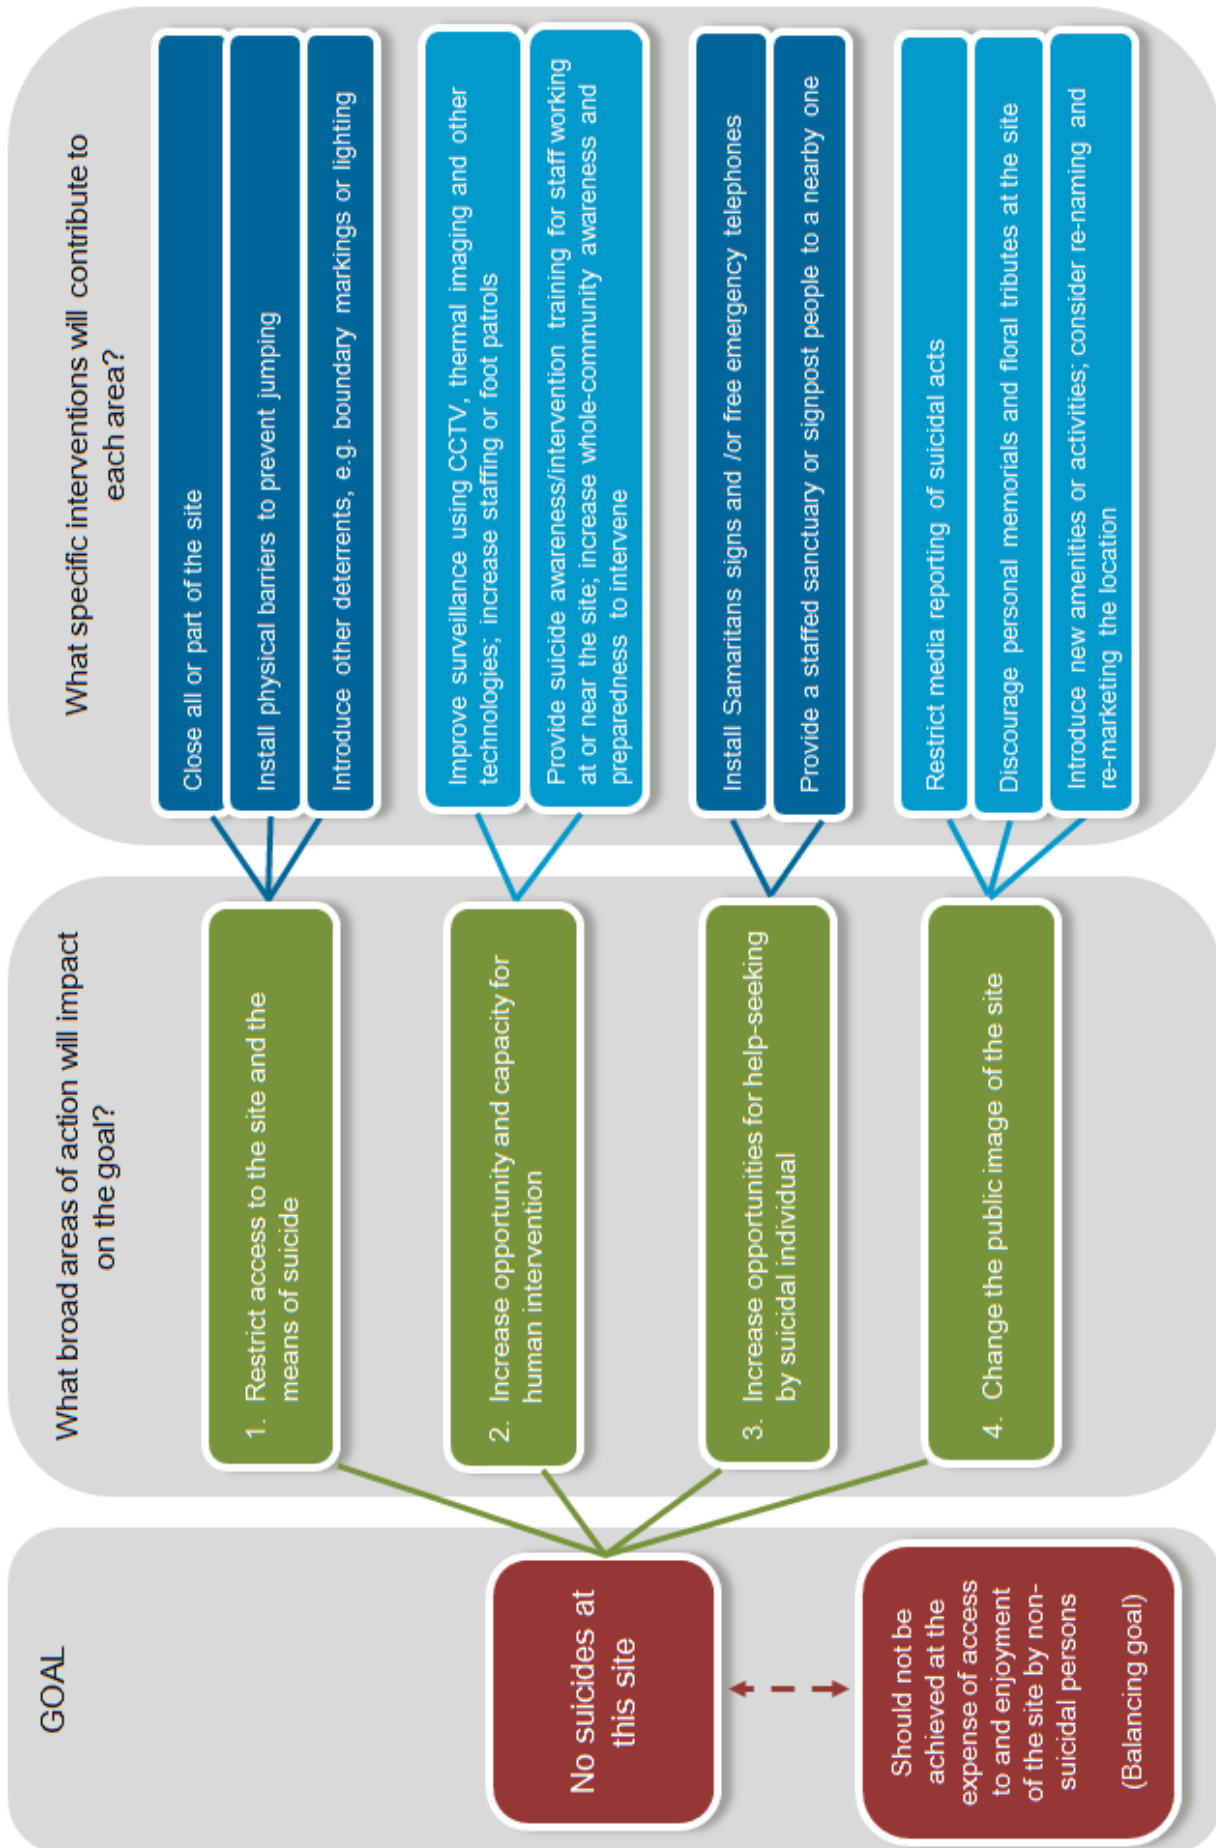 GOAL
No suicides at
this site
Should not be
achieved at the
expense of access
to and enjoyment
of the site by non-
suicidal persons
(Balancing goal)
What broad areas of action will impact
on the goal?
1. Restrict access to the site and the
means of suicide
2. Increase opportunity and capacity for
human intervention
3. Increase opportunities for help-seeking
by suicidal individual
4. Change the public image of the site
What specific interventions will contribute to
each area?
Close all or part of the site
Install physical barriers to prevent jumping
Introduce other deterrents, e.g. boundary markings or lighting
Improve surveillance using CCTV, thermal imaging and other
technologies; increase staffing or foot patrols
Provide suicide awareness/intervention training for staff working
at or near the site; increase whole-community awareness and
preparedness to intervene
Install Samaritans signs and /or free emergency telephones
Provide a staffed sanctuary or signpost people to a nearby one
Restrict media reporting of suicidal acts
Discourage personal memorials and floral tributes at the site
Introduce new amenities or activities; consider re-naming and
re-marketing the location